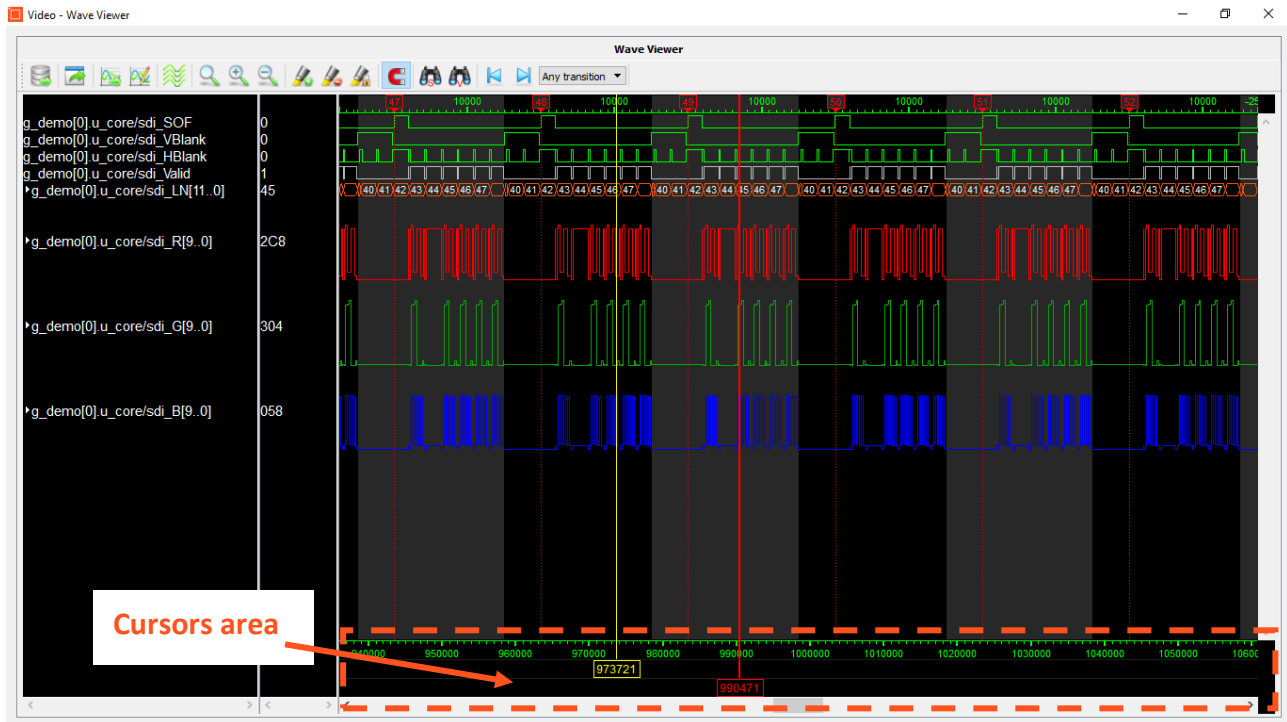 Video - Wave Viewer
Wave Viewer
Any transition
47 10000 48 10000 49 10000 50 10000 51 10000 52 10000 -25
g_demo[0].u_core/sdi_SOF 0
g_demo[0].u_core/sdi_VBlank 0
g_demo[0].u_core/sdi_HBlank 0
g_demo[0].u_core/sdi_Valid 1
g_demo[0].u_core/sdi_LN[11..0] 45 40 41 42 43 44 45 46 47 40 41 42 43 44 45 46 47 40 41 42 43 44 45 46 47 40 41 42 43 44 45 46 47 40 41 42 43 44 45 46 47 40 41 42 43 44 45 46 47
g_demo[0].u_core/sdi_R[9..0] 2C8
g_demo[0].u_core/sdi_G[9..0] 304
g_demo[0].u_core/sdi_B[9..0] 058
Cursors area
940000 950000 960000 970000 980000 990000 1000000 1010000 1020000 1030000 1040000 1050000 1060
973721
990471